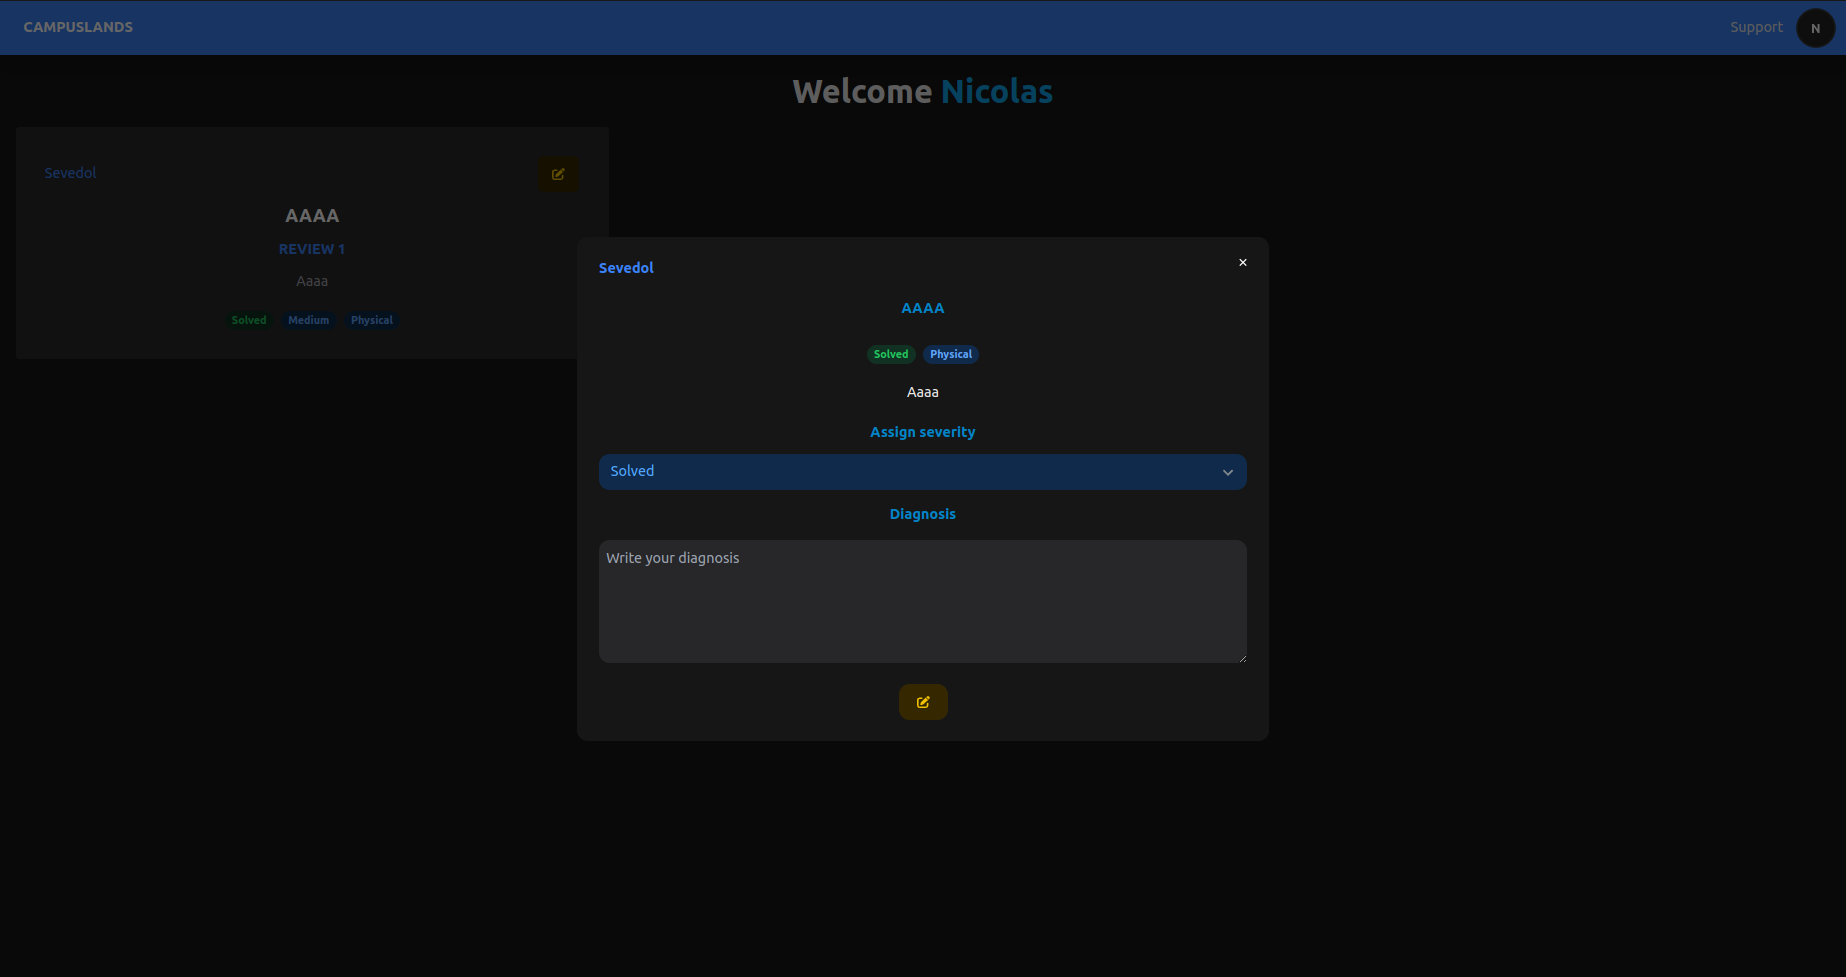 CAMPUSLANDS
Support
N
Welcome Nicolas
Sevedol
AAAA
REVIEW 1
Aaaa
Solved Medium Physical
Sevedol
×
AAAA
Solved Physical
Aaaa
Assign severity
Solved
Diagnosis
Write your diagnosis